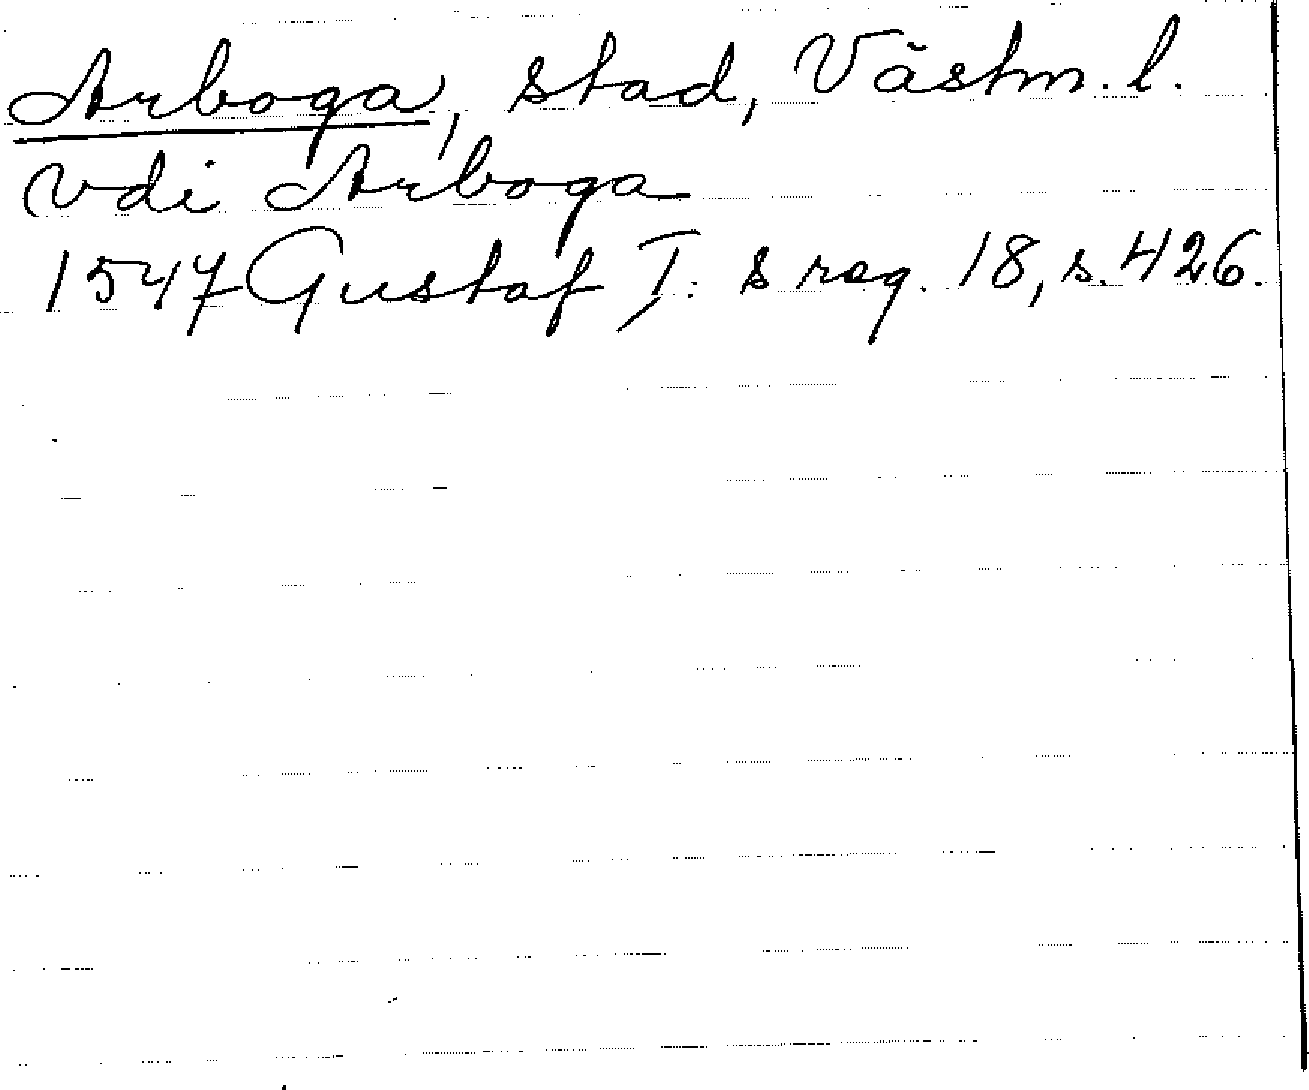 Arboga, stad, Västm. l.
vdi Arboga
1547 Gustaf I:s reg. 18, s. 426.